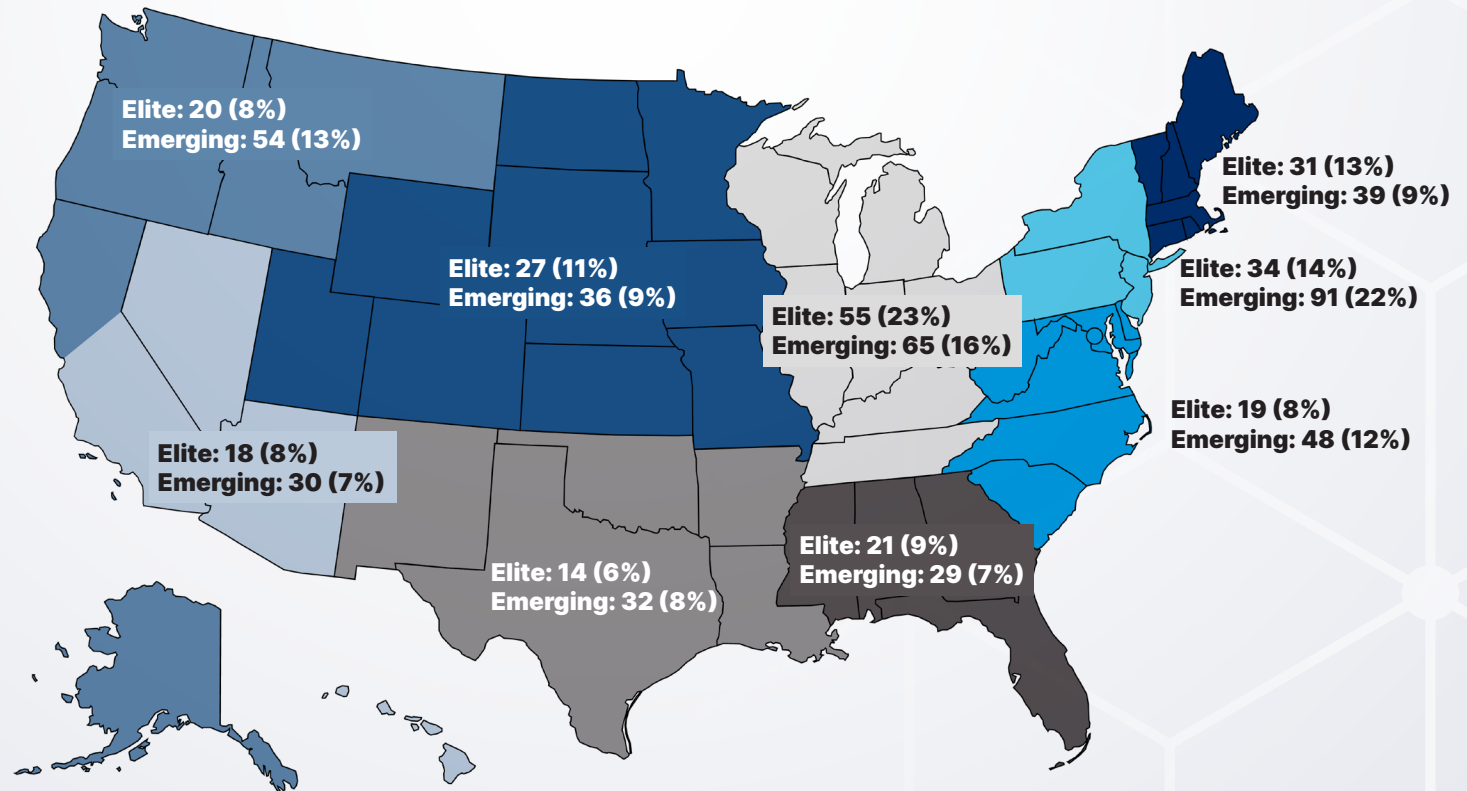 Elite: 20 (8%)
Emerging: 54 (13%)
Elite: 31 (13%)
Emerging: 39 (9%)
Elite: 27 (11%)
Emerging: 36 (9%)
Elite: 34 (14%)
Emerging: 91 (22%)
Elite: 55 (23%)
Emerging: 65 (16%)
Elite: 19 (8%)
Emerging: 48 (12%)
Elite: 18 (8%)
Emerging: 30 (7%)
Elite: 21 (9%)
Emerging: 29 (7%)
Elite: 14 (6%)
Emerging: 32 (8%)